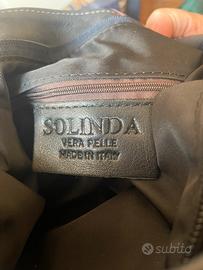 SOLINDA
VERA PELLE
MADE IN ITALY
subito